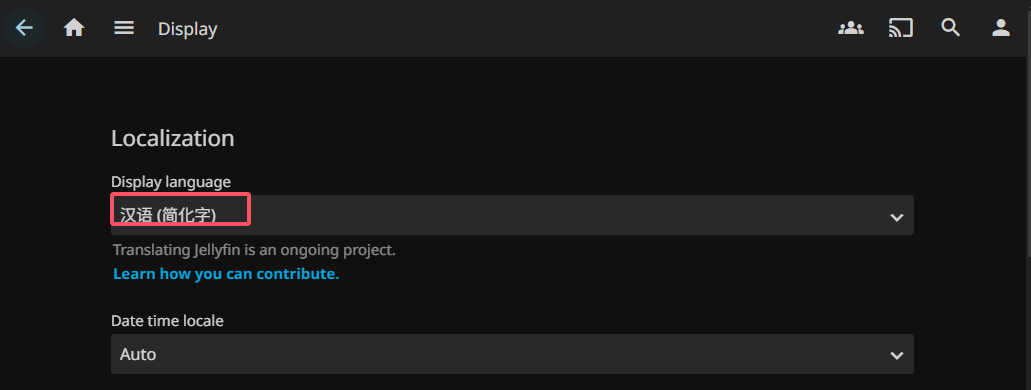 Display
Localization
Display language
汉语 (简化字)
Translating Jellyfin is an ongoing project.
Learn how you can contribute.
Date time locale
Auto